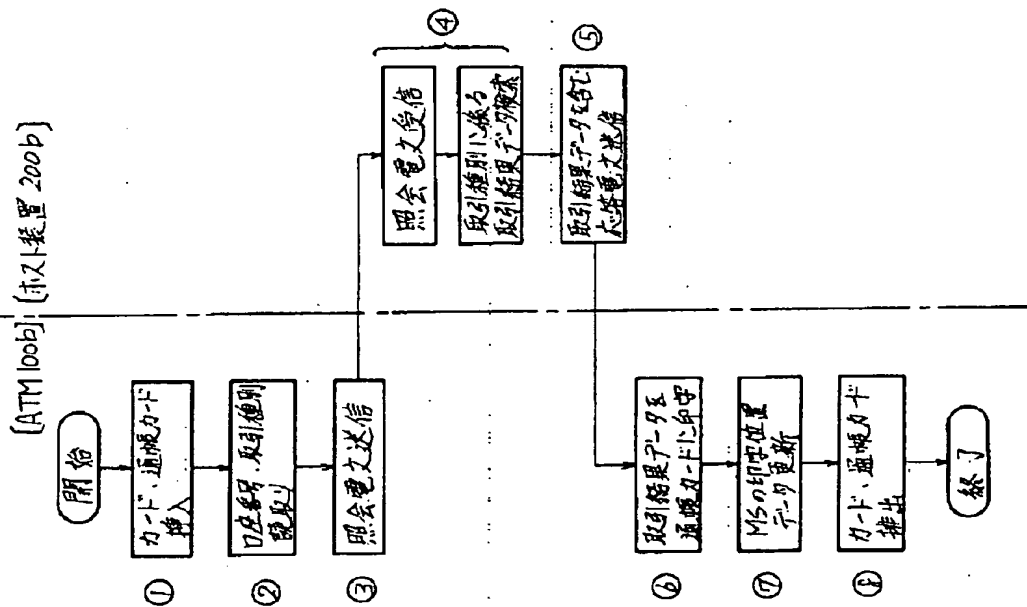 [ATM100b]
[ホスト装置 200b]
開始
①
カード、通帳カード
挿入
②
口座番号、取引種別
読取り
③
照会電文送信
照会電文受信
④
取引種別に係る
取引結果データ検索
⑤
取引結果データを含む
応答電文送信
⑥
取引結果データを
通帳カードに印字
⑦
MSの印字位置
データ更新
⑧
カード、通帳カード
排出
終了